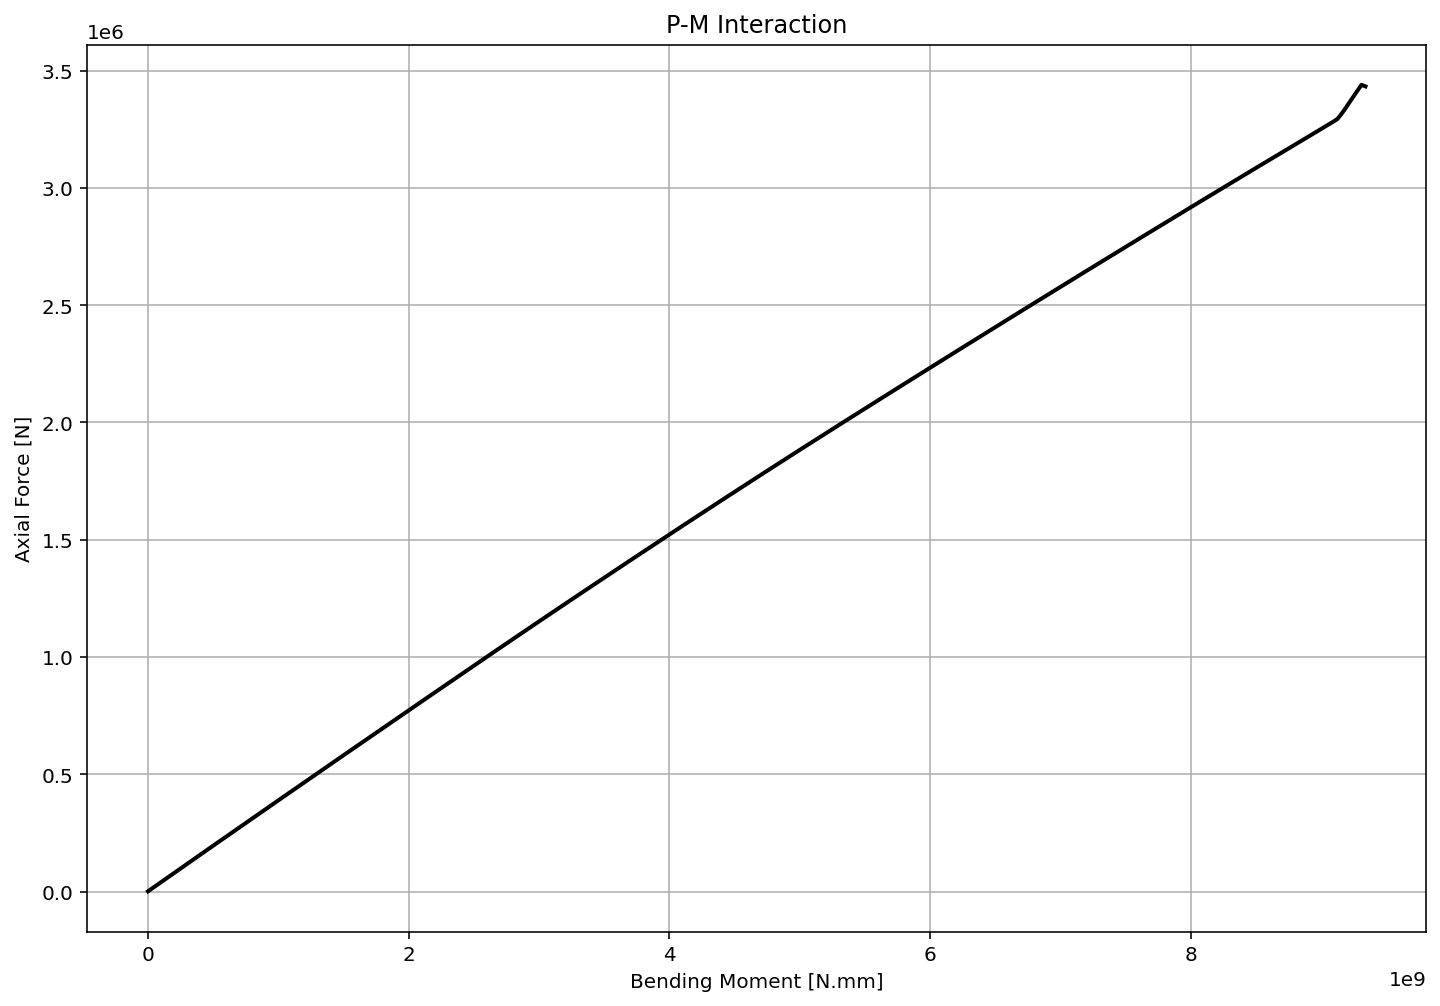 P-M Interaction
1e6
3.5
3.0
2.5
2.0
1.5
1.0
0.5
0.0
Axial Force [N]
0 2 4 6 8
1e9
Bending Moment [N.mm]